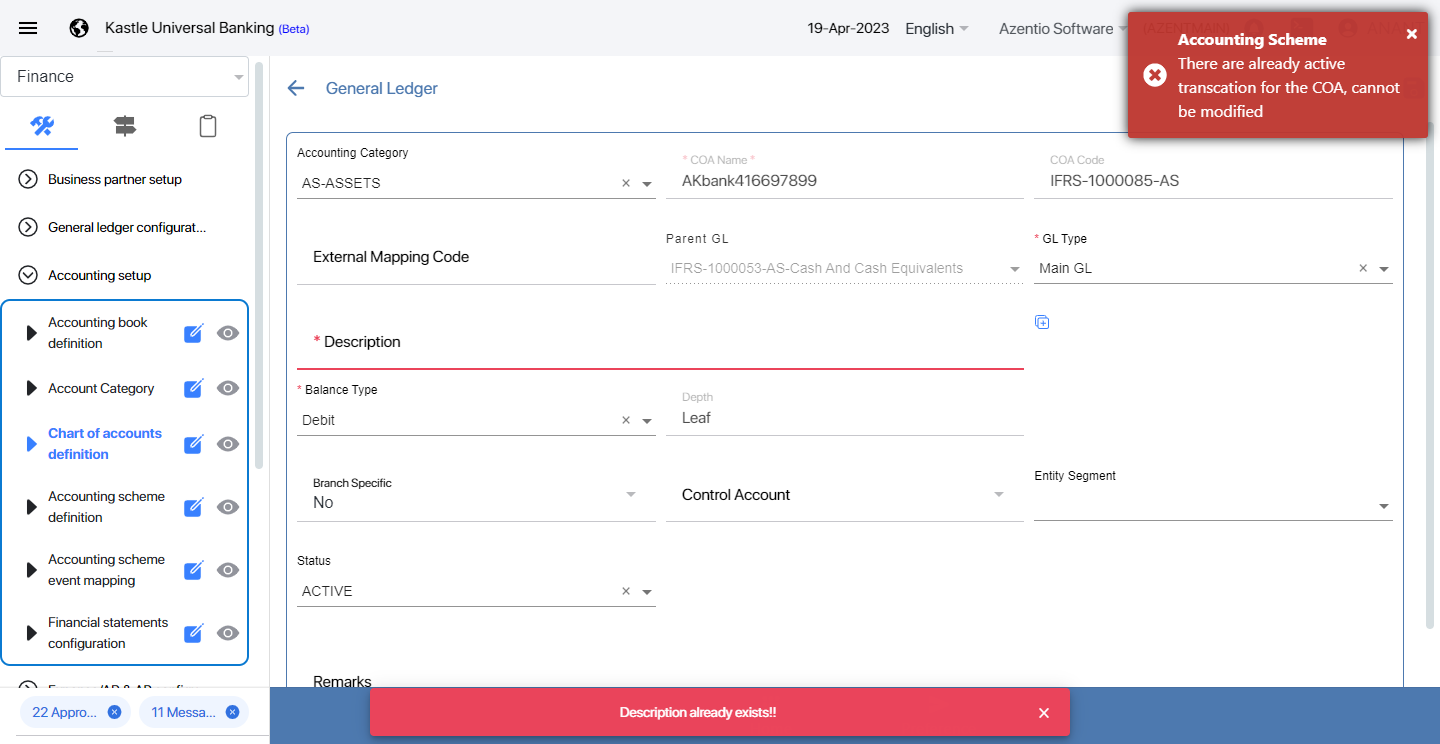 Kastle Universal Banking (Beta)
19-Apr-2023
English
Azentio Software
Accounting Scheme
There are already active
transcation for the COA, cannot
be modified
Finance
Business partner setup
General ledger configurat...
Accounting setup
Accounting book
definition
Account Category
Chart of accounts
definition
Accounting scheme
definition
Accounting scheme
event mapping
Financial statements
configuration
22 Appro...
11 Messa...
General Ledger
Accounting Category
AS-ASSETS
* COA Name *
AKbank416697899
COA Code
IFRS-1000085-AS
External Mapping Code
Parent GL
IFRS-1000053-AS-Cash And Cash Equivalents
* GL Type
Main GL
* Description
* Balance Type
Debit
Depth
Leaf
Branch Specific
No
Control Account
Entity Segment
Status
ACTIVE
Remarks
Description already exists!!